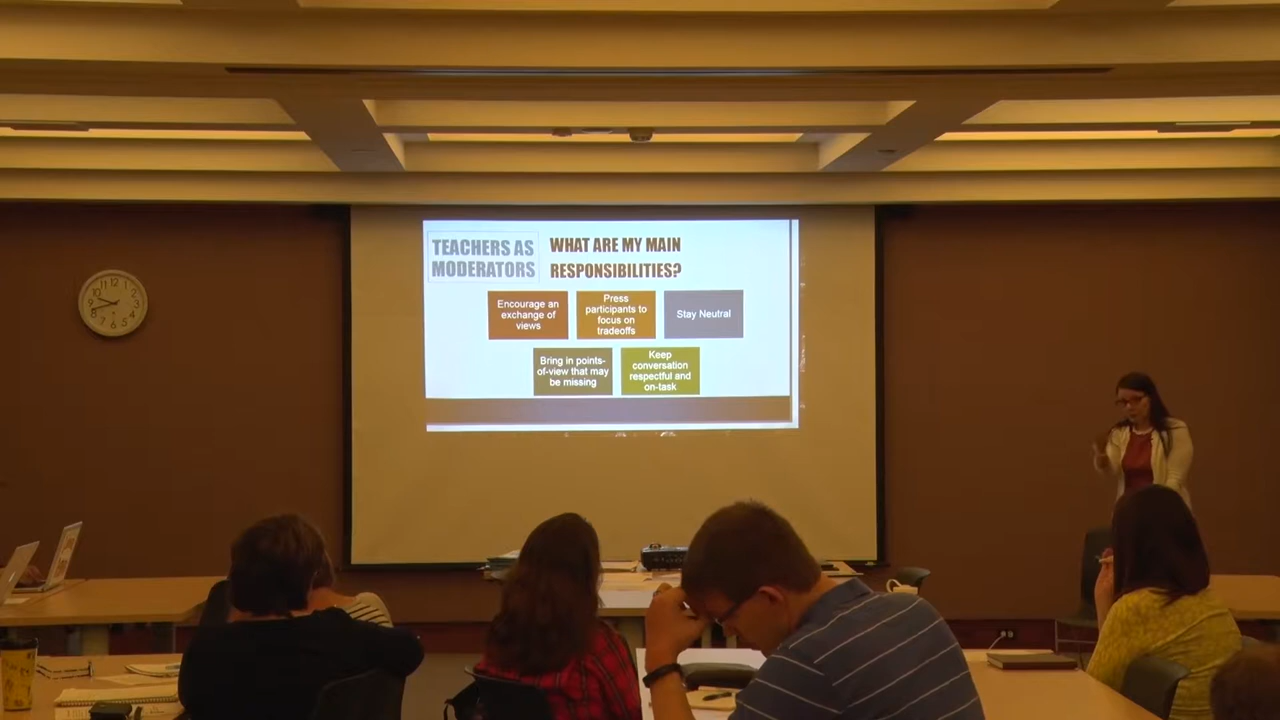 TEACHERS AS
MODERATORS
WHAT ARE MY MAIN
RESPONSIBILITIES?
Encourage an
exchange of
views
Press
participants to
focus on
tradeoffs
Stay Neutral
Bring in points-
of-view that may
be missing
Keep
conversation
respectful and
on-task